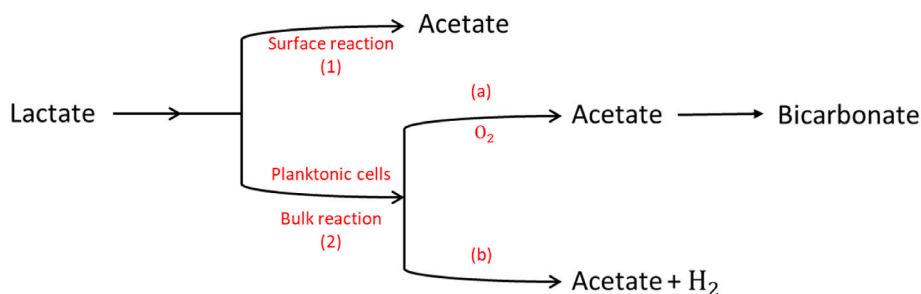 Acetate
Surface reaction
(1)
Lactate
(a)
O₂
Acetate
Bicarbonate
Planktonic cells
Bulk reaction
(2)
(b)
Acetate + H₂